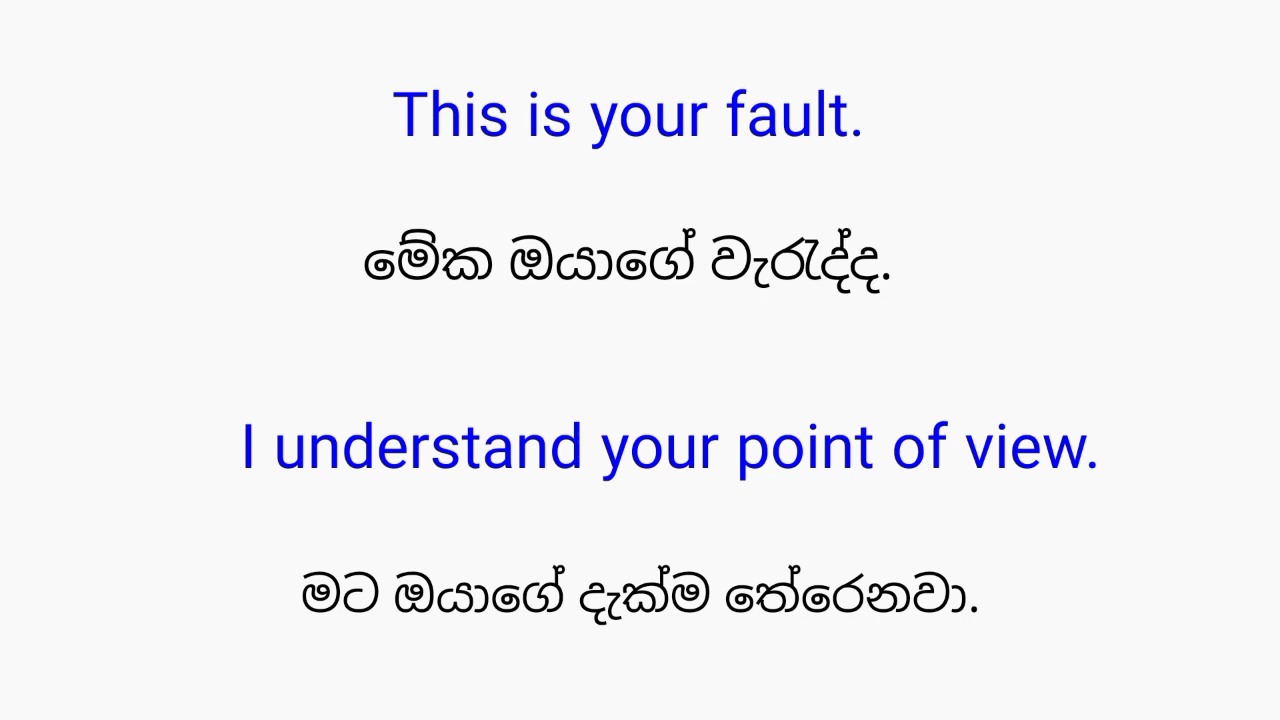 This is your fault.
මේක ඔයාගේ වැරැද්ද.
I understand your point of view.
මට ඔයාගේ දැක්ම තේරෙනවා.